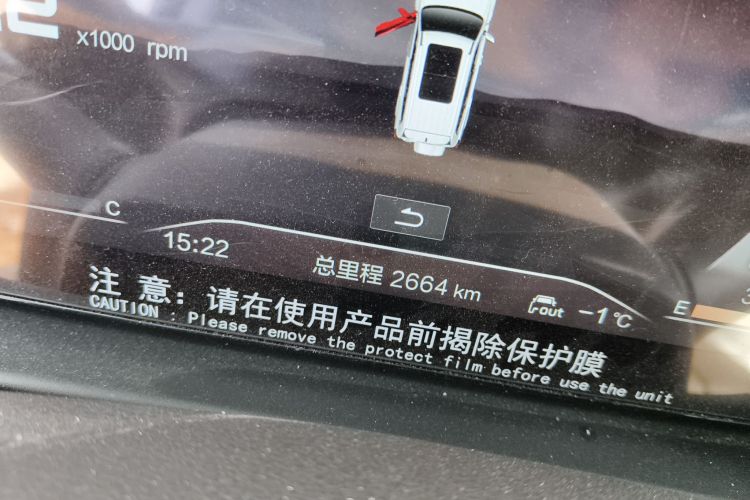 x1000 rpm
C
15:22
总里程 2664 km
out -1℃
E
注 意：请在使用产品前揭除保护膜
CAUTION : Please remove the protect film before use the unit